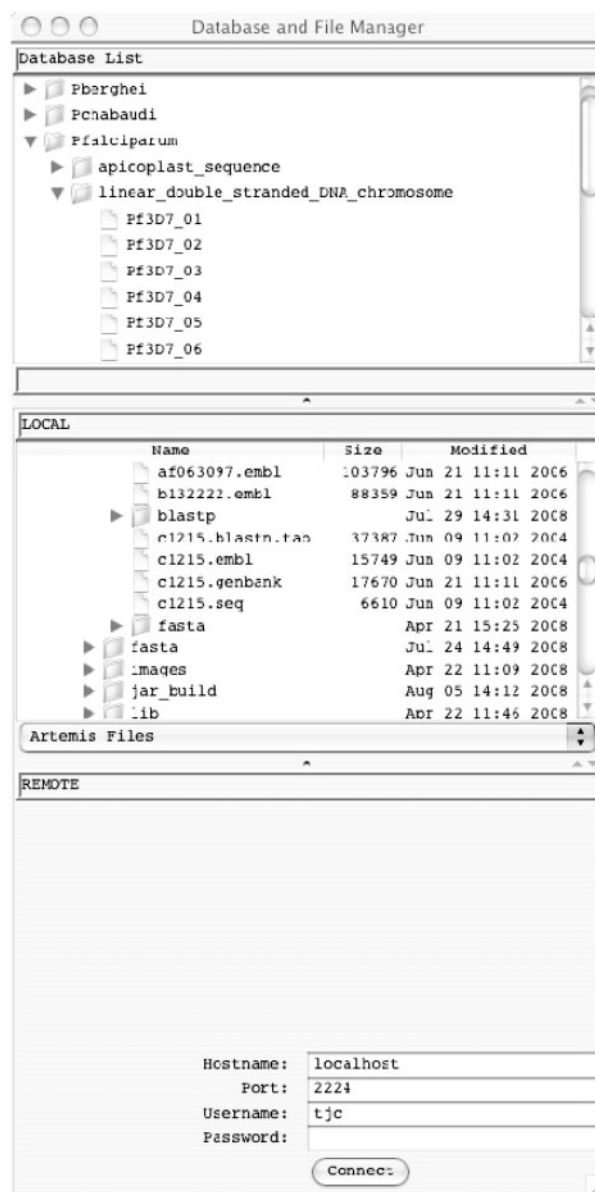 Database and File Manager
Database List
Pberghei
Pchabaudi
Pfalciparum
apicoplast_sequence
linear_double_stranded_DNA_chromosome
Pf3D7_01
Pf3D7_02
Pf3D7_03
Pf3D7_04
Pf3D7_05
Pf3D7_06
LOCAL
Name Size Modified
af063097.embl 103796 Jun 21 11:11 2006
b132222.embl 88359 Jun 21 11:11 2006
blastp Jul 29 14:31 2008
c1215.blastn.tab 37387 Jun 09 11:02 2004
c1215.embl 15749 Jun 09 11:02 2004
c1215.genbank 17670 Jun 21 11:11 2006
c1215.seq 6610 Jun 09 11:02 2004
fasta Apr 21 15:25 2008
fasta Jul 24 14:49 2008
images Apr 22 11:09 2008
jar_build Aug 05 14:12 2008
lib Apr 22 11:46 2008
Artemis Files
REMOTE
Hostname: localhost
Port: 2224
Username: tjc
Password:
Connect